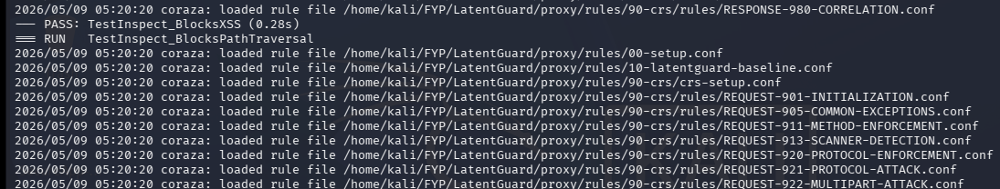 2026/05/09 05:20:20 coraza: loaded rule file /home/kali/FYP/LatentGuard/proxy/rules/90-crs/rules/RESPONSE-980-CORRELATION.conf
--- PASS: TestInspect_BlocksXSS (0.28s)
=== RUN   TestInspect_BlocksPathTraversal
2026/05/09 05:20:20 coraza: loaded rule file /home/kali/FYP/LatentGuard/proxy/rules/00-setup.conf
2026/05/09 05:20:20 coraza: loaded rule file /home/kali/FYP/LatentGuard/proxy/rules/10-latentguard-baseline.conf
2026/05/09 05:20:20 coraza: loaded rule file /home/kali/FYP/LatentGuard/proxy/rules/90-crs/crs-setup.conf
2026/05/09 05:20:20 coraza: loaded rule file /home/kali/FYP/LatentGuard/proxy/rules/90-crs/rules/REQUEST-901-INITIALIZATION.conf
2026/05/09 05:20:20 coraza: loaded rule file /home/kali/FYP/LatentGuard/proxy/rules/90-crs/rules/REQUEST-905-COMMON-EXCEPTIONS.conf
2026/05/09 05:20:20 coraza: loaded rule file /home/kali/FYP/LatentGuard/proxy/rules/90-crs/rules/REQUEST-911-METHOD-ENFORCEMENT.conf
2026/05/09 05:20:20 coraza: loaded rule file /home/kali/FYP/LatentGuard/proxy/rules/90-crs/rules/REQUEST-913-SCANNER-DETECTION.conf
2026/05/09 05:20:20 coraza: loaded rule file /home/kali/FYP/LatentGuard/proxy/rules/90-crs/rules/REQUEST-920-PROTOCOL-ENFORCEMENT.conf
2026/05/09 05:20:20 coraza: loaded rule file /home/kali/FYP/LatentGuard/proxy/rules/90-crs/rules/REQUEST-921-PROTOCOL-ATTACK.conf
2026/05/09 05:20:20 coraza: loaded rule file /home/kali/FYP/LatentGuard/proxy/rules/90-crs/rules/REQUEST-922-MULTIPART-ATTACK.conf